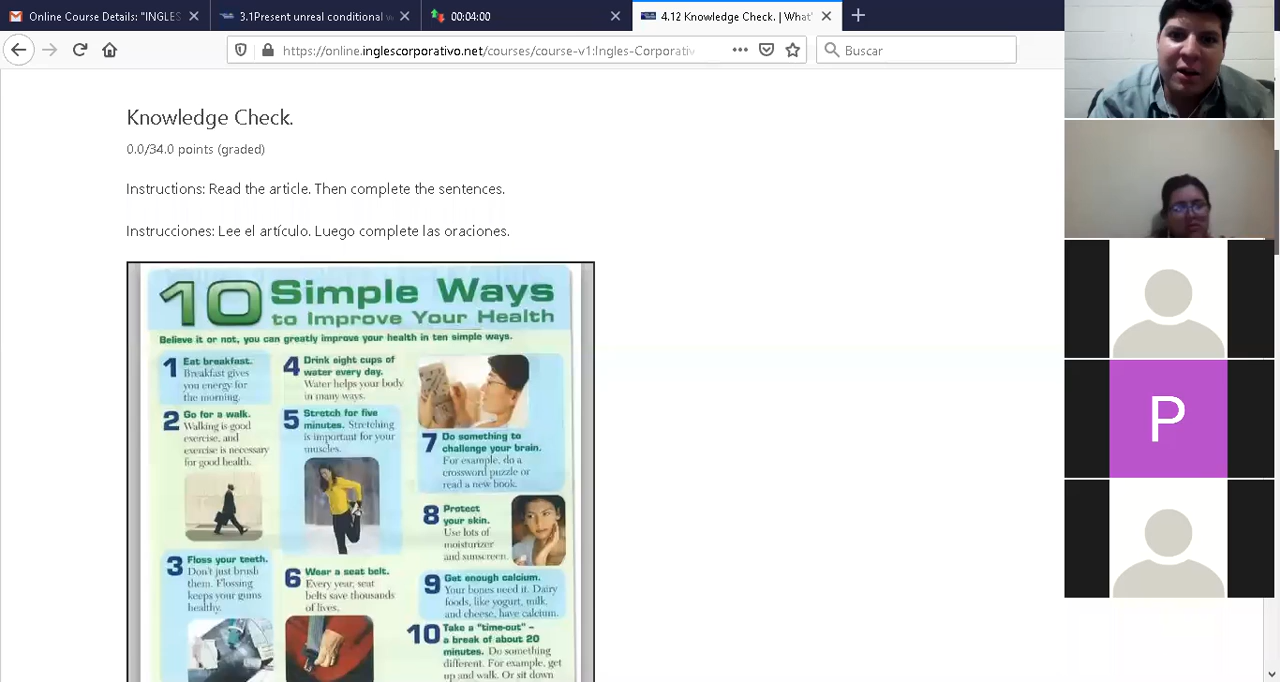 Online Course Details: "INGLES
3.1Present unreal conditional
00:04:00
4.12 Knowledge Check. | What'
https://online.inglescorporativo.net/courses/course-v1:Ingles-Corporativ
Buscar
Knowledge Check.
0.0/34.0 points (graded)
Instructions: Read the article. Then complete the sentences.
Instrucciones: Lee el artículo. Luego complete las oraciones.
10 Simple Ways
to Improve Your Health
Believe it or not, you can greatly improve your health in ten simple ways.
1 Eat breakfast.
Breakfast gives
you energy for
the morning.
2 Go for a walk.
Walking is good
exercise, and
exercise is necessary
for good health.
3 Floss your teeth.
Don't just brush
them. Flossing
keeps your gums
healthy.
4 Drink eight cups of
water every day.
Water helps your body
in many ways.
5 Stretch for five
minutes. Stretching
is important for your
muscles.
6 Wear a seat belt.
Every year, seat
belts save thousands
of lives.
7 Do something to
challenge your brain.
For example, do a
crossword puzzle or
read a new book.
8 Protect
your skin.
Use lots of
moisturizer
and sunscreen.
9 Get enough calcium.
Your bones need it. Dairy
foods, like yogurt, milk,
and cheese, have calcium.
10 Take a "time-out" –
a break of about 20
minutes. Do something
different. For example, get
up and walk. Or sit down
P